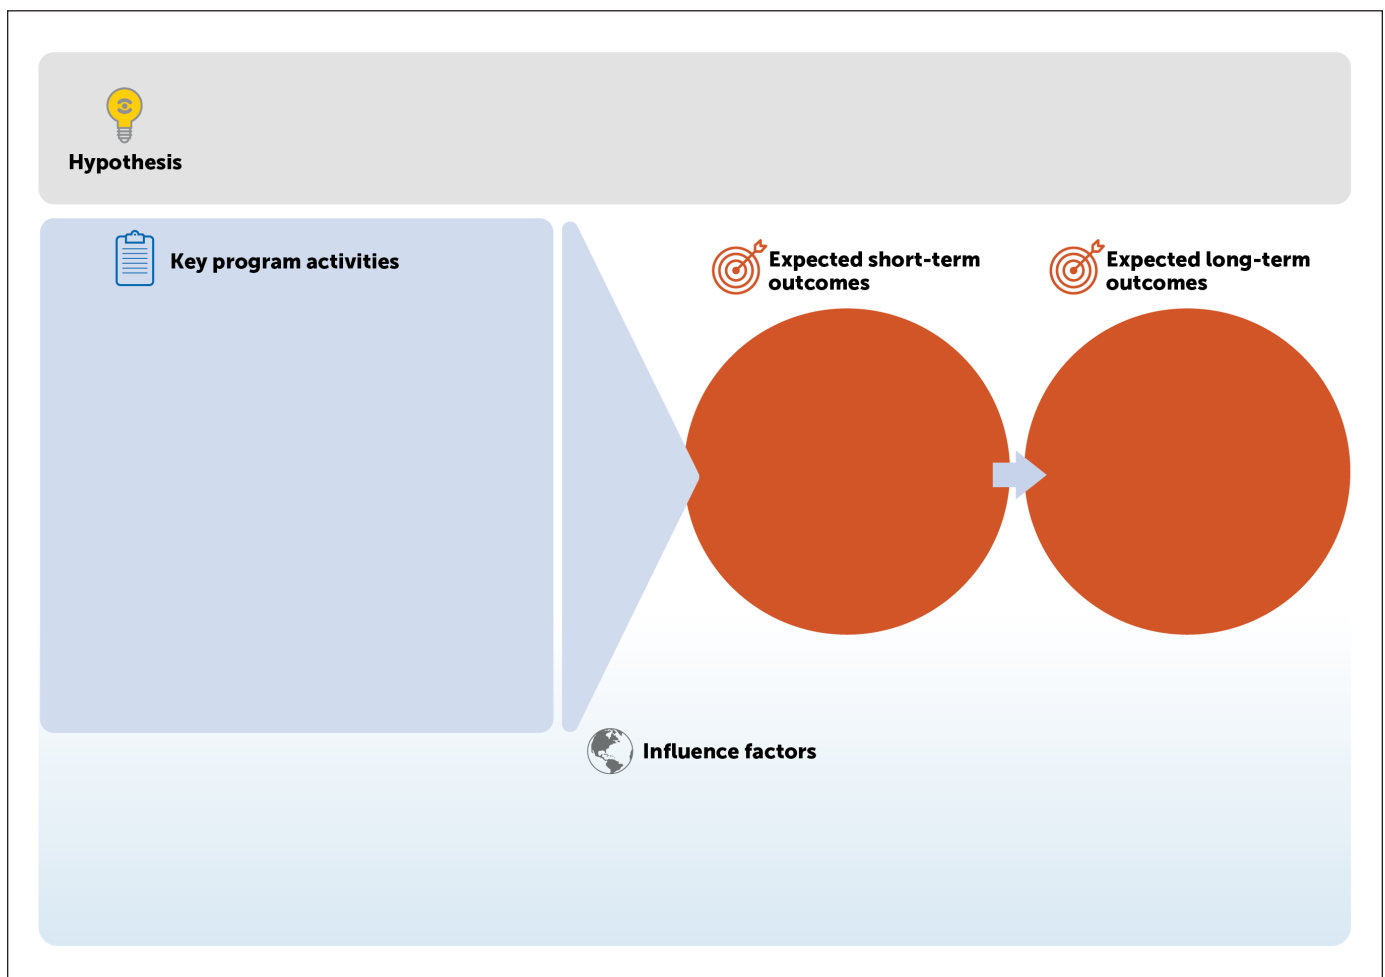 Hypothesis
Key program activities
Expected short-term
outcomes
Expected long-term
outcomes
Influence factors